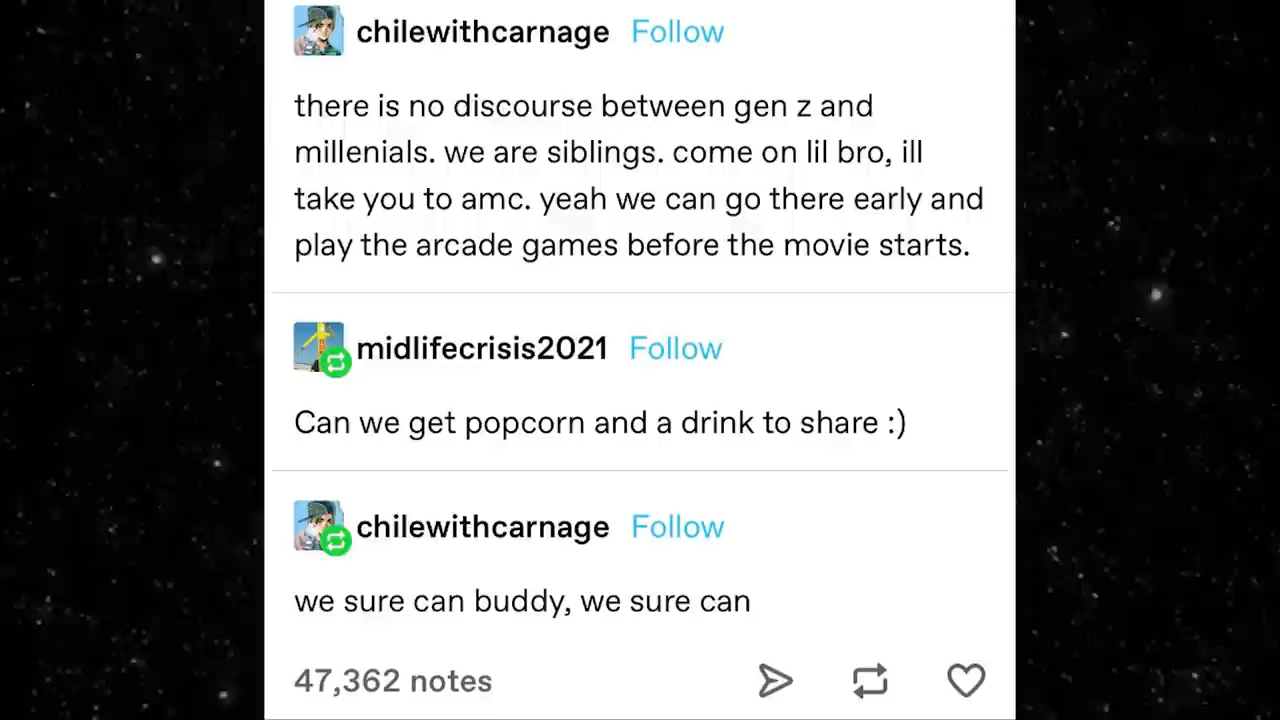 chilewithcarnage Follow
there is no discourse between gen z and
millenials. we are siblings. come on lil bro, ill
take you to amc. yeah we can go there early and
play the arcade games before the movie starts.
midlifecrisis2021 Follow
Can we get popcorn and a drink to share :)
chilewithcarnage Follow
we sure can buddy, we sure can
47,362 notes